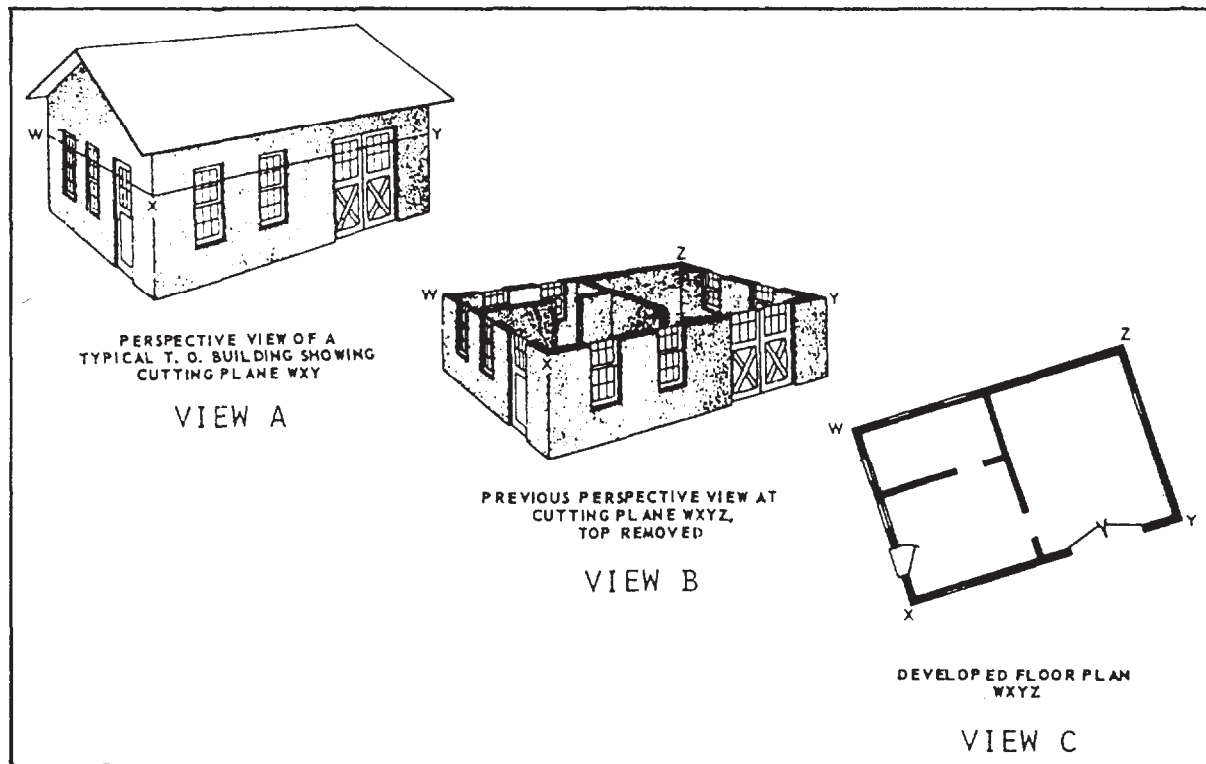 W
Y
X
PERSPECTIVE VIEW OF A
TYPICAL T. O. BUILDING SHOWING
CUTTING PLANE WXY
VIEW A
Z
W
Y
X
PREVIOUS PERSPECTIVE VIEW AT
CUTTING PLANE WXYZ,
TOP REMOVED
VIEW B
Z
W
Y
X
DEVELOPED FLOOR PLAN
WXYZ
VIEW C